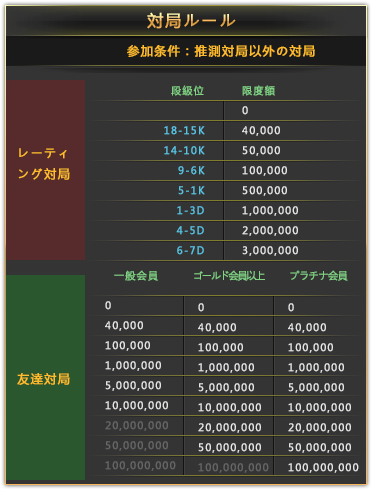 対局ルール
参加条件：推測対局以外の対局
レーティ
ング対局
段級位 限度額
0
18-15K 40,000
14-10K 50,000
9-6K 100,000
5-1K 500,000
1-3D 1,000,000
4-5D 2,000,000
6-7D 3,000,000
友達対局
一般会員 ゴールド会員以上 プラチナ会員
0 0 0
40,000 40,000 40,000
100,000 100,000 100,000
1,000,000 1,000,000 1,000,000
5,000,000 5,000,000 5,000,000
10,000,000 10,000,000 10,000,000
20,000,000 20,000,000 20,000,000
50,000,000 50,000,000 50,000,000
100,000,000 100,000,000 100,000,000